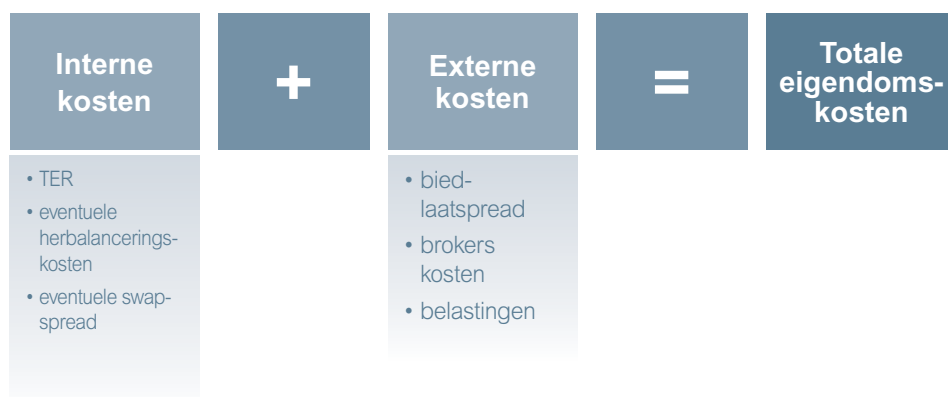 Interne
kosten
+
Externe
kosten
=
Totale
eigendoms-
kosten
• TER
• eventuele
herbalancerings-
kosten
• eventuele swap-
spread
• bied-
laatspread
• brokers
kosten
• belastingen